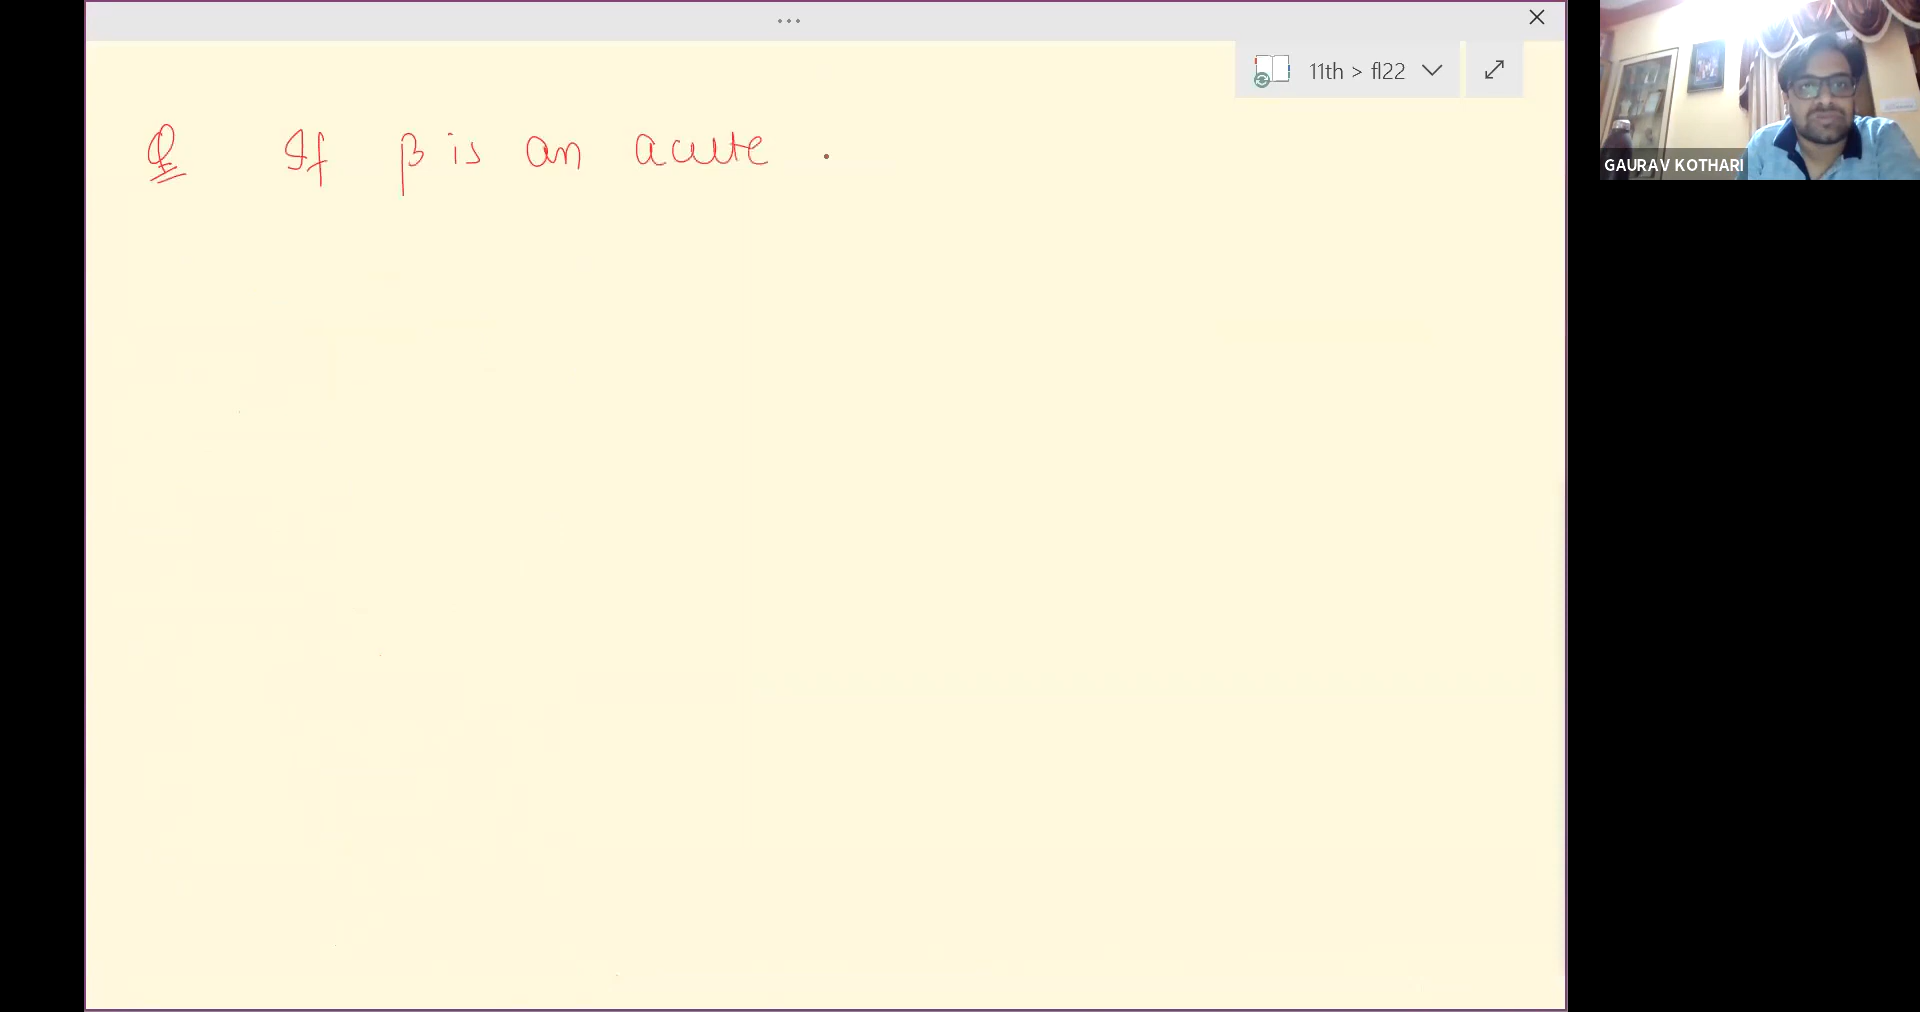 11th > fl22
Q If β is an acute
GAURAV KOTHARI